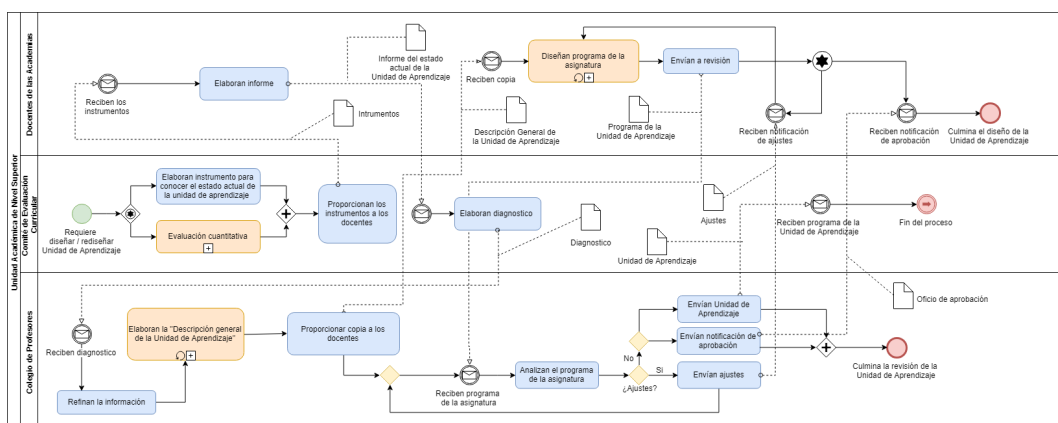 Unidad Académica de Nivel Superior
Docentes de las Academias
Reciben los
instrumentos
Elaboran informe
Informe del estado
actual de la
Unidad de Aprendizaje
Intrumentos
Reciben copia
Diseñan programa de la
asignatura
Envían a revisión
Descripción General de
la Unidad de Aprendizaje
Programa de la
Unidad de Aprendizaje
Reciben notificación
de ajustes
Reciben notificación
de aprobación
Culmina el diseño de la
Unidad de Aprendizaje
Comité de Evaluación
Curricular
Requiere
diseñar / rediseñar
Unidad de Aprendizaje
Elaboran instrumento para
conocer el estado actual de
la unidad de aprendizaje
Evaluación cuantitativa
Proporcionan los
instrumentos a los
docentes
Elaboran diagnostico
Diagnostico
Unidad de Aprendizaje
Ajustes
Reciben programa de la
Unidad de Aprendizaje
Fin del proceso
Colegio de Profesores
Reciben diagnostico
Refinan la información
Elaboran la "Descripción general
de la Unidad de Aprendizaje"
Proporcionar copia a los
docentes
Reciben programa
de la asignatura
Analizan el programa
de la asignatura
¿Ajustes?
No
Si
Envían Unidad de
Aprendizaje
Envían notificación de
aprobación
Envían ajustes
Oficio de aprobación
Culmina la revisión de la
Unidad de Aprendizaje